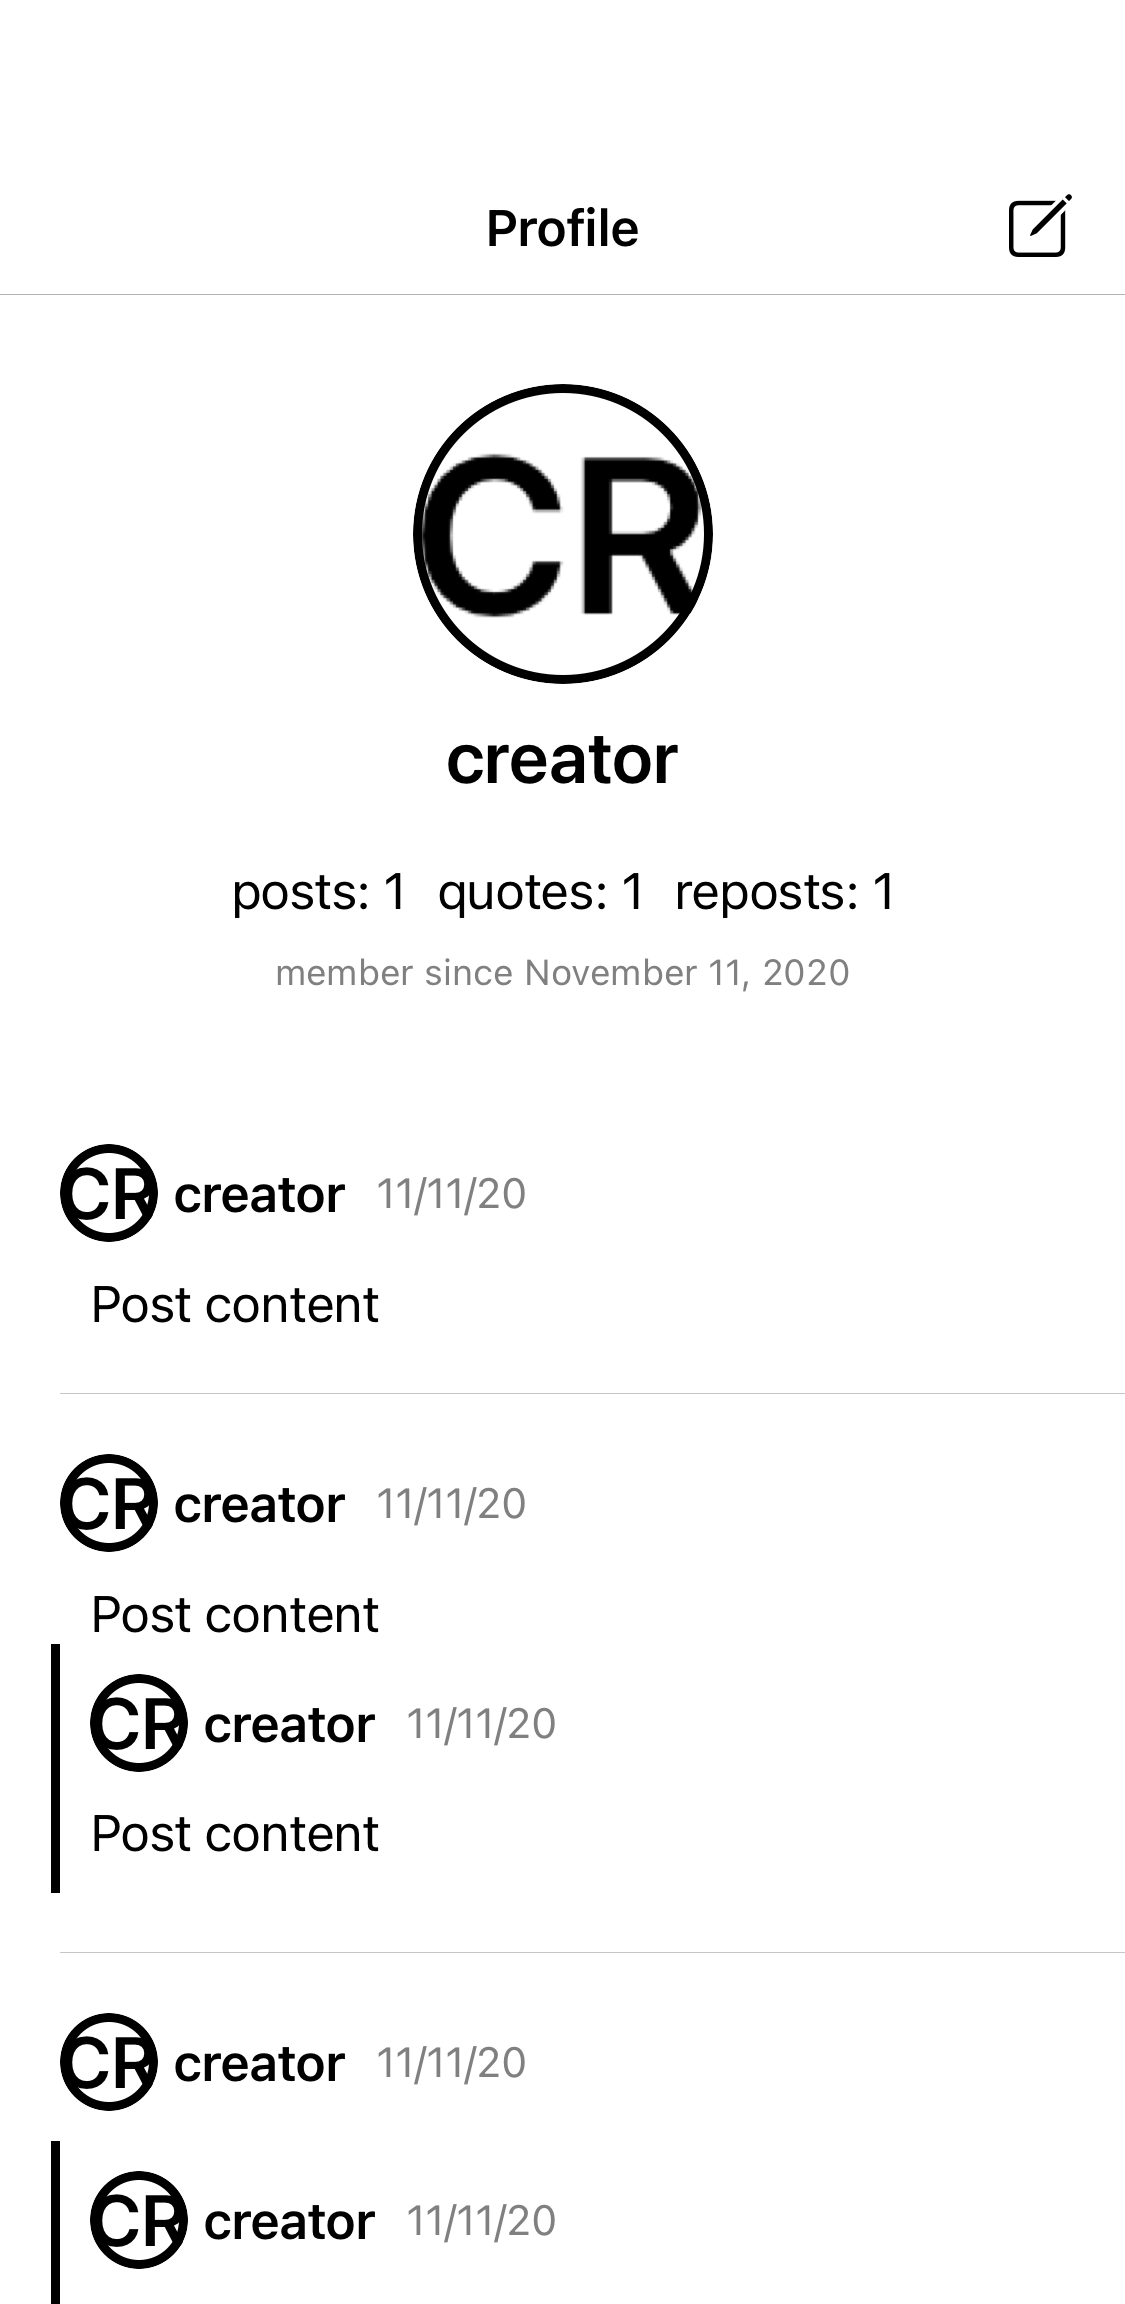 Profile
CR
creator
posts: 1 quotes: 1 reposts: 1
member since November 11, 2020
CR creator 11/11/20
Post content
CR creator 11/11/20
Post content
CR creator 11/11/20
Post content
CR creator 11/11/20
CR creator 11/11/20